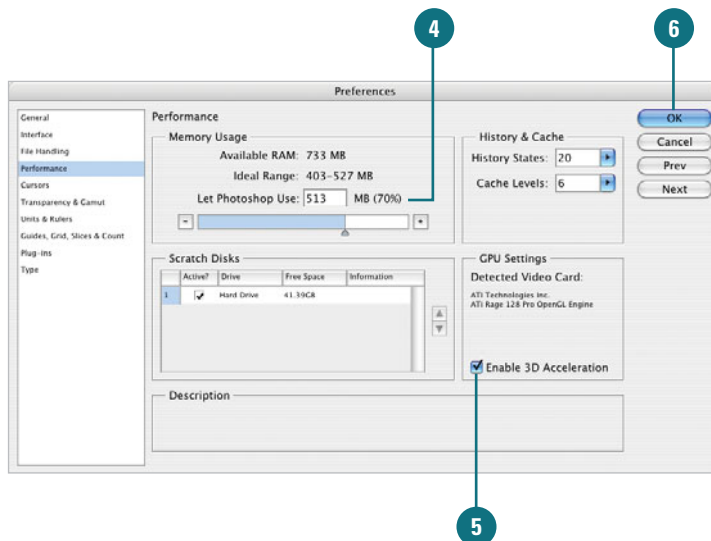 4
6
Preferences
General
Interface
File Handling
Performance
Cursors
Transparency & Gamut
Units & Rulers
Guides, Grid, Slices & Count
Plug-Ins
Type
Performance
Memory Usage
Available RAM: 733 MB
Ideal Range: 403-527 MB
Let Photoshop Use: 513 MB (70%)
- +
History & Cache
History States: 20
Cache Levels: 6
OK
Cancel
Prev
Next
Scratch Disks
Active? Drive Free Space Information
1 Hard Drive 41.39GB
GPU Settings
Detected Video Card:
ATI Technologies Inc.
ATI Rage 128 Pro OpenGL Engine
Enable 3D Acceleration
Description
5